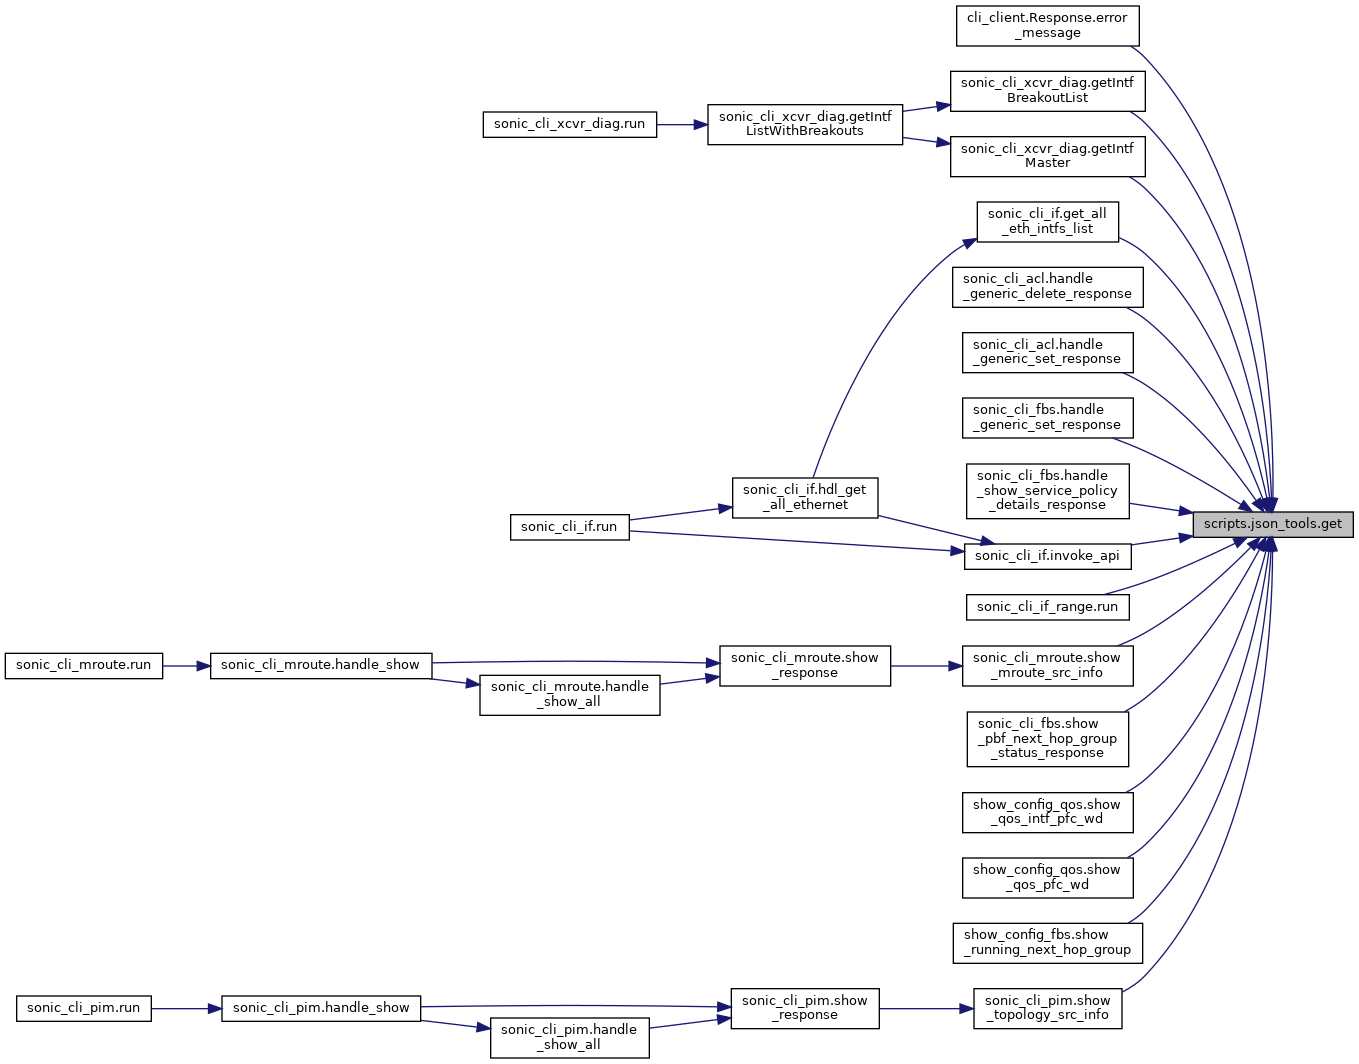 cli_client.Response.error
_message
sonic_cli_xcvr_diag.getIntf
BreakoutList
sonic_cli_xcvr_diag.run
sonic_cli_xcvr_diag.getIntf
ListWithBreakouts
sonic_cli_xcvr_diag.getIntf
Master
sonic_cli_if.get_all
_eth_intfs_list
sonic_cli_acl.handle
_generic_delete_response
sonic_cli_acl.handle
_generic_set_response
sonic_cli_fbs.handle
_generic_set_response
sonic_cli_fbs.handle
_show_service_policy
_details_response
sonic_cli_if.hdl_get
_all_ethernet
sonic_cli_if.run
scripts.json_tools.get
sonic_cli_if.invoke_api
sonic_cli_if_range.run
sonic_cli_mroute.run
sonic_cli_mroute.handle_show
sonic_cli_mroute.handle
_show_all
sonic_cli_mroute.show
_response
sonic_cli_mroute.show
_mroute_src_info
sonic_cli_fbs.show
_pbf_next_hop_group
_status_response
show_config_qos.show
_qos_intf_pfc_wd
show_config_qos.show
_qos_pfc_wd
show_config_fbs.show
_running_next_hop_group
sonic_cli_pim.run
sonic_cli_pim.handle_show
sonic_cli_pim.handle
_show_all
sonic_cli_pim.show
_response
sonic_cli_pim.show
_topology_src_info